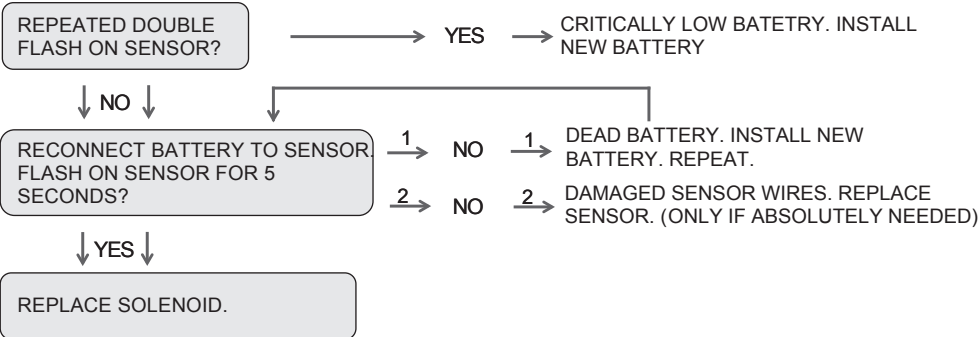 REPEATED DOUBLE
FLASH ON SENSOR?
YES
CRITICALLY LOW BATETRY. INSTALL
NEW BATTERY
NO
RECONNECT BATTERY TO SENSOR.
FLASH ON SENSOR FOR 5
SECONDS?
1
NO
1
DEAD BATTERY. INSTALL NEW
BATTERY. REPEAT.
2
NO
2
DAMAGED SENSOR WIRES. REPLACE
SENSOR. (ONLY IF ABSOLUTELY NEEDED)
YES
REPLACE SOLENOID.